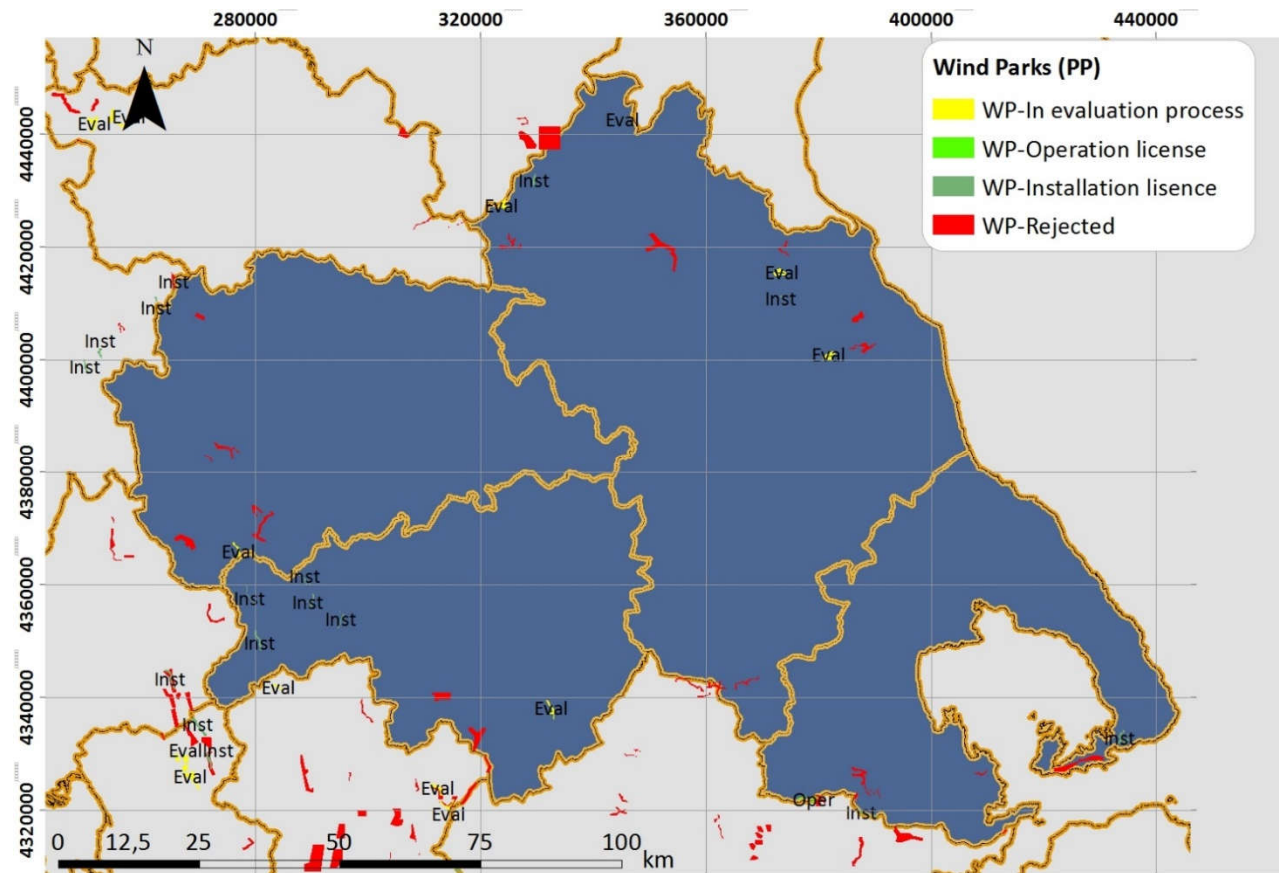 280000 320000 360000 400000 440000
N
Wind Parks (PP)
WP-In evaluation process
WP-Operation license
WP-Installation lisence
WP-Rejected
4440000
4420000
4400000
4380000
4360000
4340000
4320000
Eval Eval
Eval
Inst
Eval
Eval
Inst
Inst
Inst
Inst
Inst
Eval
Eval
Inst
Inst
Inst
Inst
Inst
Inst
Eval
Eval
Inst
Inst
Eval Inst
Eval
Eval
Eval
Oper
Inst
0 12,5 25 50 75 100
km